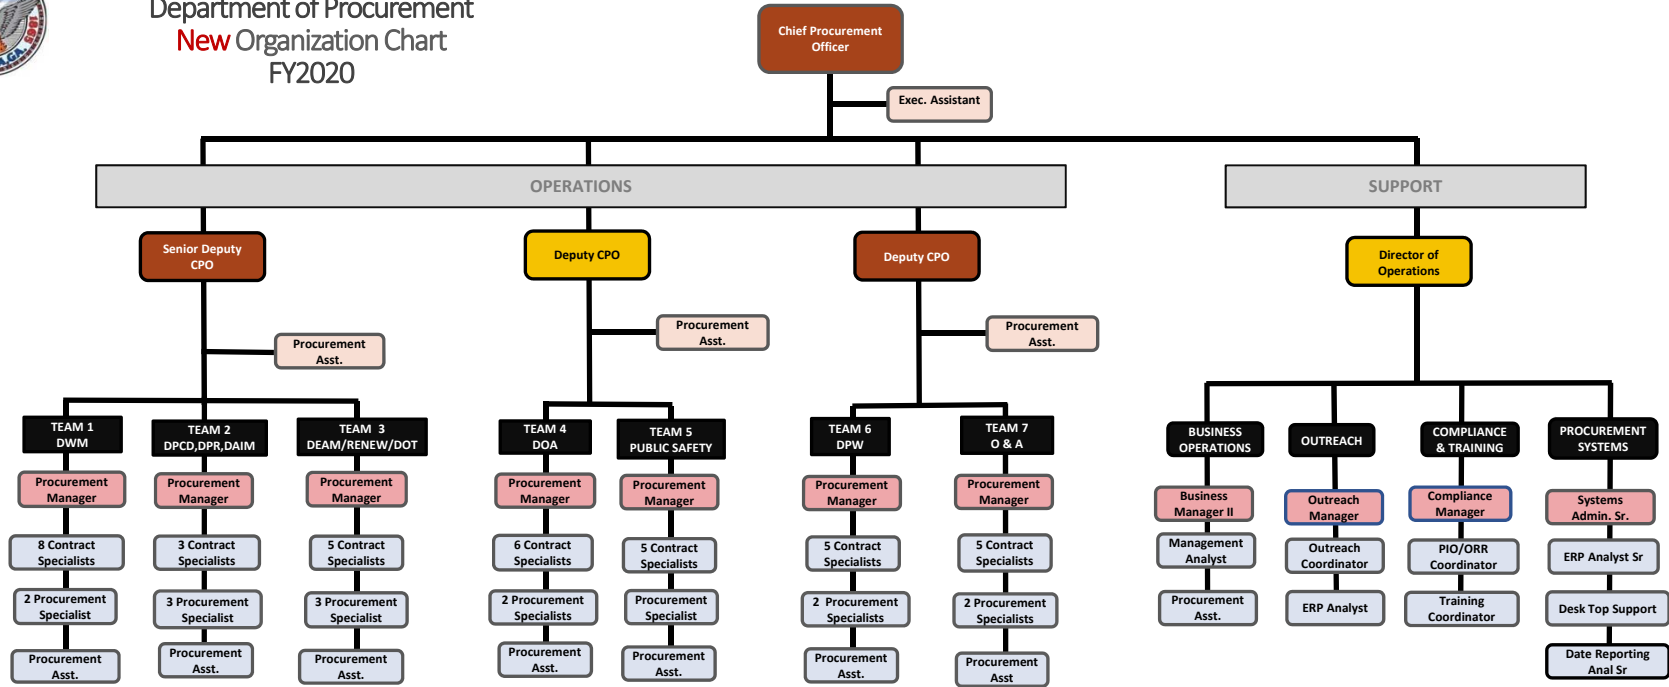 Department of Procurement
New Organization Chart
FY2020
GA. 1865
Chief Procurement
Officer
Exec. Assistant
OPERATIONS
SUPPORT
Senior Deputy
CPO
Deputy CPO
Deputy CPO
Director of
Operations
Procurement
Asst.
Procurement
Asst.
Procurement
Asst.
TEAM 1
DWM
Procurement
Manager
8 Contract
Specialists
2 Procurement
Specialist
Procurement
Asst.
TEAM 2
DPCD,DPR,DAIM
Procurement
Manager
3 Contract
Specialists
3 Procurement
Specialist
Procurement
Asst.
TEAM 3
DEAM/RENEW/DOT
Procurement
Manager
5 Contract
Specialists
3 Procurement
Specialist
Procurement
Asst.
TEAM 4
DOA
Procurement
Manager
6 Contract
Specialists
2 Procurement
Specialists
Procurement
Asst.
TEAM 5
PUBLIC SAFETY
Procurement
Manager
5 Contract
Specialists
Procurement
Specialist
Procurement
Asst.
TEAM 6
DPW
Procurement
Manager
5 Contract
Specialists
2 Procurement
Specialists
Procurement
Asst.
TEAM 7
O & A
Procurement
Manager
5 Contract
Specialists
2 Procurement
Specialists
Procurement
Asst
BUSINESS
OPERATIONS
Business
Manager II
Management
Analyst
Procurement
Asst.
OUTREACH
Outreach
Manager
Outreach
Coordinator
ERP Analyst
COMPLIANCE
& TRAINING
Compliance
Manager
PIO/ORR
Coordinator
Training
Coordinator
PROCUREMENT
SYSTEMS
Systems
Admin. Sr.
ERP Analyst Sr
Desk Top Support
Date Reporting
Anal Sr